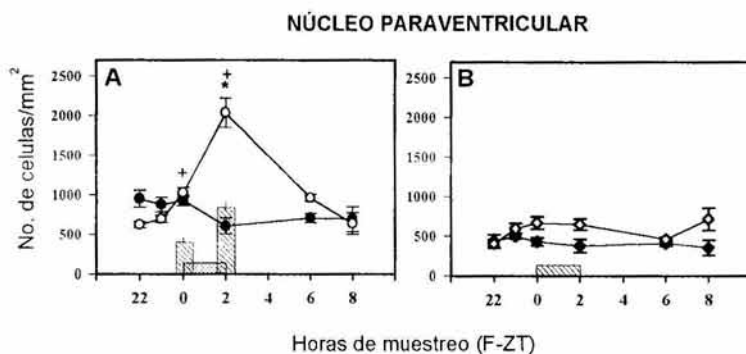 NÚCLEO PARAVENTRICULAR
No. de celulas/mm²
A
2500
2000
1500
1000
500
0
+
+
*
22 0 2 4 6 8
B
2500
2000
1500
1000
500
0
22 0 2 4 6 8
Horas de muestreo (F-ZT)